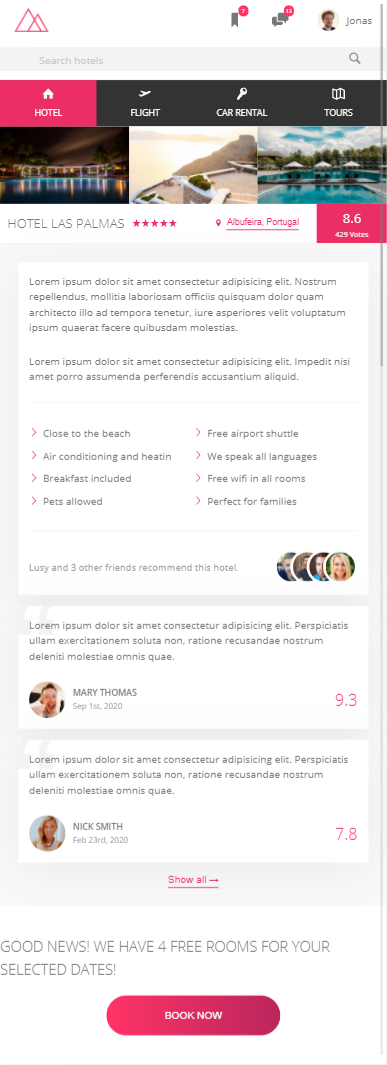 7
13
Jonas
Search hotels
HOTEL
FLIGHT
CAR RENTAL
TOURS
HOTEL LAS PALMAS
Albufeira, Portugal
8.6
429 Votes
Lorem ipsum dolor sit amet consectetur adipisicing elit. Nostrum
repellendus, mollitia laboriosam officiis quisquam dolor quam
architecto illo ad tempora tenetur, iure asperiores velit voluptatum
ipsum quaerat facere quibusdam molestias.
Lorem ipsum dolor sit amet consectetur adipisicing elit. Impedit nisi
amet porro assumenda perferendis accusantium aliquid.
Close to the beach
Free airport shuttle
Air conditioning and heatin
We speak all languages
Breakfast included
Free wifi in all rooms
Pets allowed
Perfect for families
Lusy and 3 other friends recommend this hotel.
Lorem ipsum dolor sit amet consectetur adipisicing elit. Perspiciatis
ullam exercitationem soluta non, ratione recusandae nostrum
deleniti molestiae omnis quae.
MARY THOMAS
Sep 1st, 2020
9.3
Lorem ipsum dolor sit amet consectetur adipisicing elit. Perspiciatis
ullam exercitationem soluta non, ratione recusandae nostrum
deleniti molestiae omnis quae.
NICK SMITH
Feb 23rd, 2020
7.8
Show all →
GOOD NEWS! WE HAVE 4 FREE ROOMS FOR YOUR
SELECTED DATES!
BOOK NOW